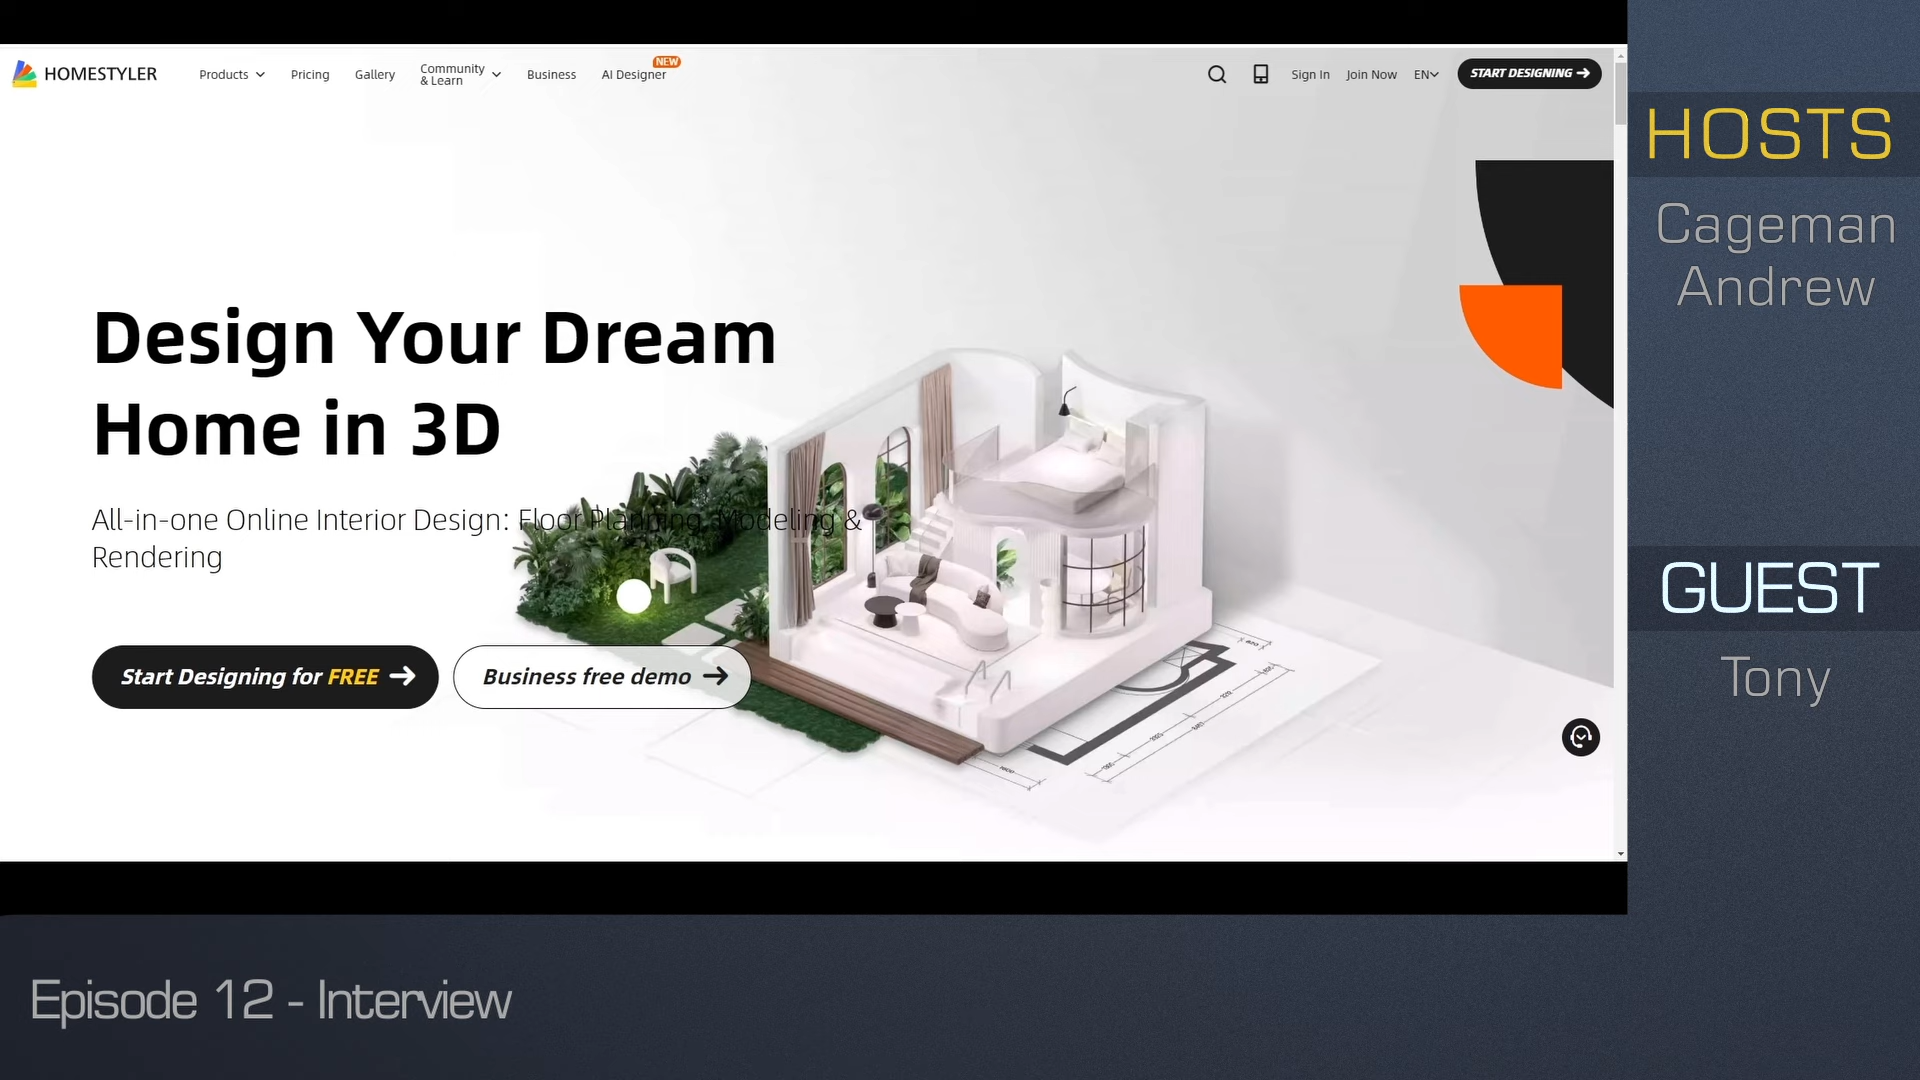 HOMESTYLER
Products
Pricing
Gallery
Community
& Learn
Business
AI Designer
NEW
Sign In
Join Now
EN
START DESIGNING
Design Your Dream
Home in 3D
All-in-one Online Interior Design: Floor Planning, Modeling &
Rendering
Start Designing for FREE
Business free demo
HOSTS
Cageman
Andrew
GUEST
Tony
Episode 12 - Interview